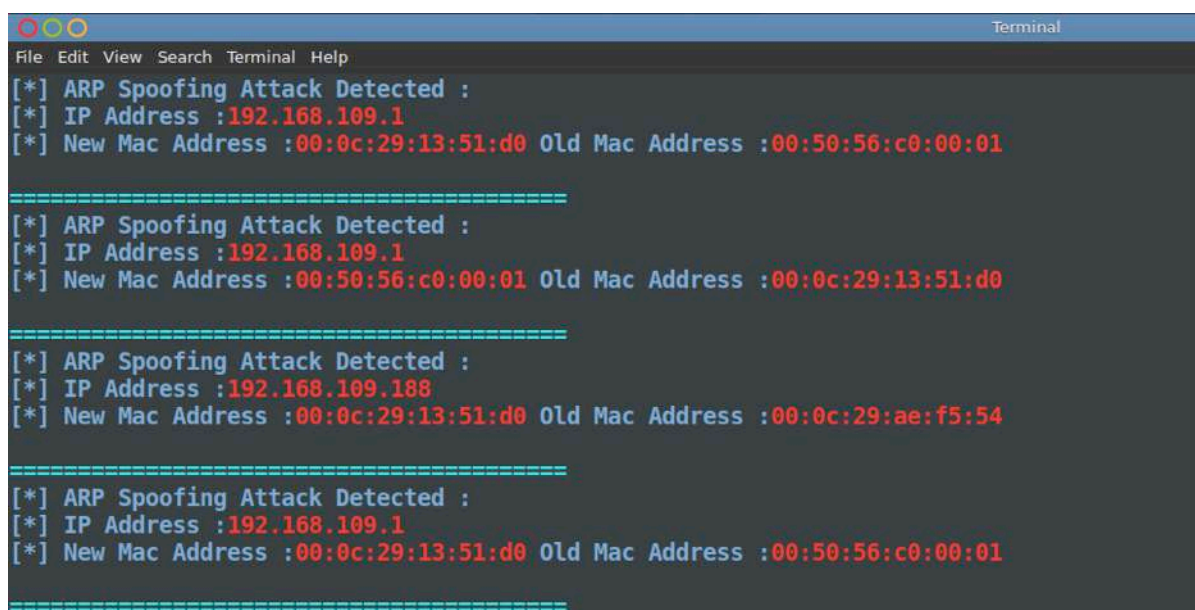 Terminal
File Edit View Search Terminal Help
[*] ARP Spoofing Attack Detected :
[*] IP Address :192.168.109.1
[*] New Mac Address :00:0c:29:13:51:d0 Old Mac Address :00:50:56:c0:00:01
=========================================
[*] ARP Spoofing Attack Detected :
[*] IP Address :192.168.109.1
[*] New Mac Address :00:50:56:c0:00:01 Old Mac Address :00:0c:29:13:51:d0
=========================================
[*] ARP Spoofing Attack Detected :
[*] IP Address :192.168.109.188
[*] New Mac Address :00:0c:29:13:51:d0 Old Mac Address :00:0c:29:ae:f5:54
=========================================
[*] ARP Spoofing Attack Detected :
[*] IP Address :192.168.109.1
[*] New Mac Address :00:0c:29:13:51:d0 Old Mac Address :00:50:56:c0:00:01
=========================================